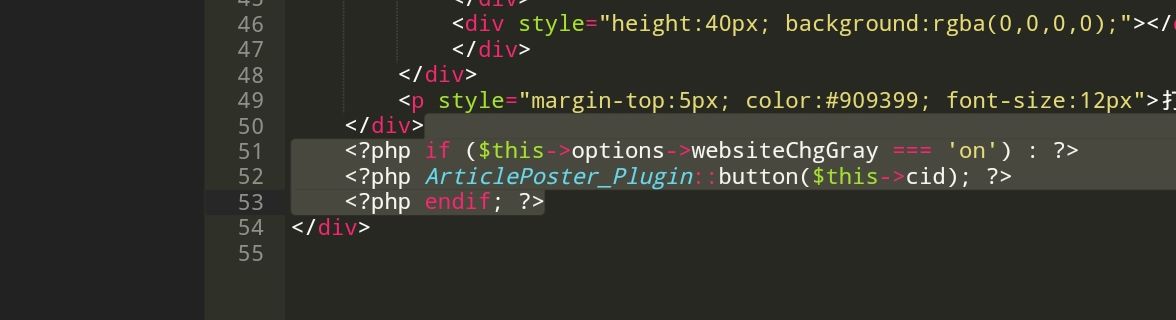 45 </div>
46 <div style="height:40px; background:rgba(0,0,0,0);"></
47 </div>
48 </div>
49 <p style="margin-top:5px; color:#909399; font-size:12px">打
50 </div>
51 <?php if ($this->options->websiteChgGray === 'on') : ?>
52 <?php ArticlePoster_Plugin::button($this->cid); ?>
53 <?php endif; ?>
54 </div>
55